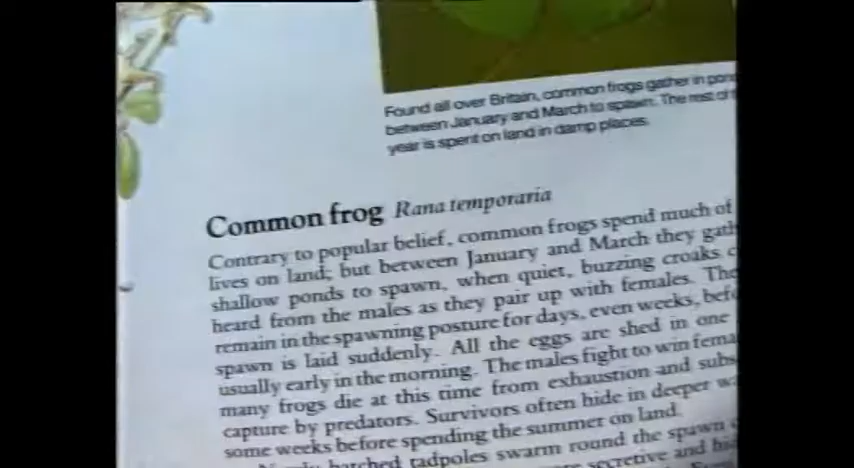 Found all over Britain, common frogs gather in
between January and March to spawn. The rest of
year is spent on land in damp places.
Common frog Rana temporaria
Contrary to popular belief, common frogs spend much of
lives on land; but between January and March they
shallow ponds to spawn, when quiet, buzzing croaks
heard from the males as they pair up with females. The
remain in the spawning posture for days, even weeks,
spawn is laid suddenly. All the eggs are shed in one
usually early in the morning. The males fight to win
many frogs die at this time from exhaustion and
capture by predators. Survivors often hide in deeper
some weeks before spending the summer on land.
hatched tadpoles swarm round the spawn
secretive and